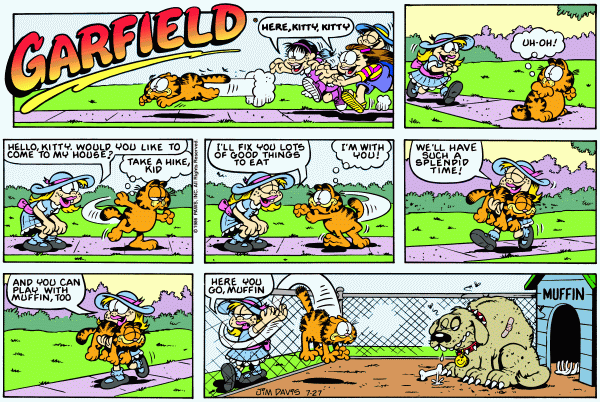 GARFIELD
®
HERE, KITTY, KITTY
UH-OH!
HELLO, KITTY. WOULD YOU LIKE TO
COME TO MY HOUSE?
TAKE A HIKE,
KID
I'LL FIX YOU LOTS
OF GOOD THINGS
TO EAT
I'M WITH
YOU!
WE'LL HAVE
SUCH A
SPLENDID
TIME!
AND YOU CAN
PLAY WITH
MUFFIN, TOO
HERE YOU
GO, MUFFIN
MUFFIN
JIM DAVIS 7-27